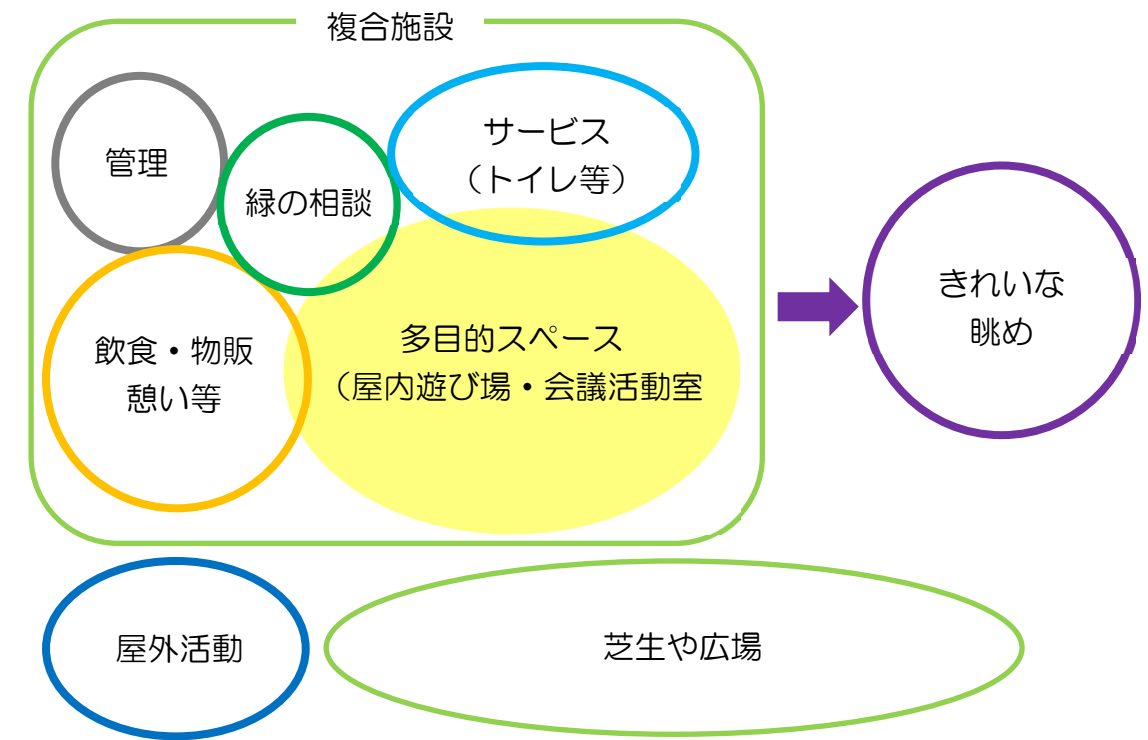 複合施設
管理
緑の相談
サービス
（トイレ等）
飲食・物販
憩い等
多目的スペース
（屋内遊び場・会議活動室
きれいな
眺め
屋外活動
芝生や広場